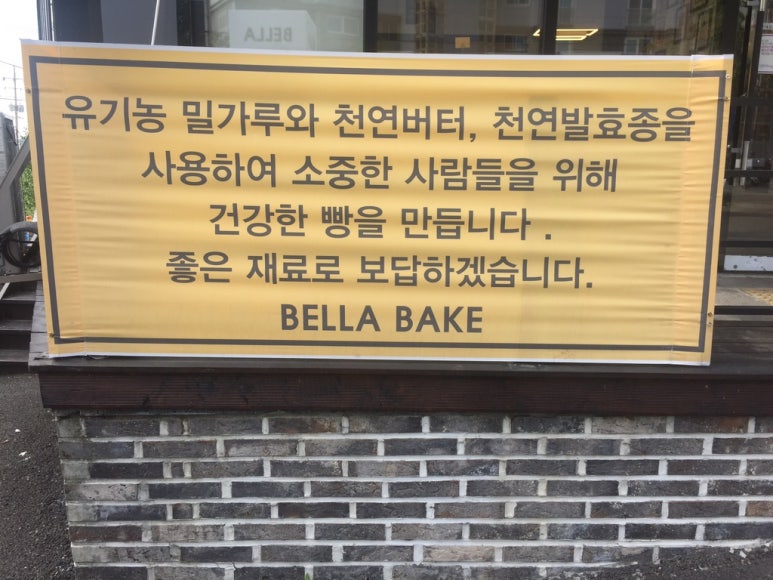 BELLA
유기농 밀가루와 천연버터, 천연발효종을
사용하여 소중한 사람들을 위해
건강한 빵을 만듭니다 .
좋은 재료로 보답하겠습니다.
BELLA BAKE